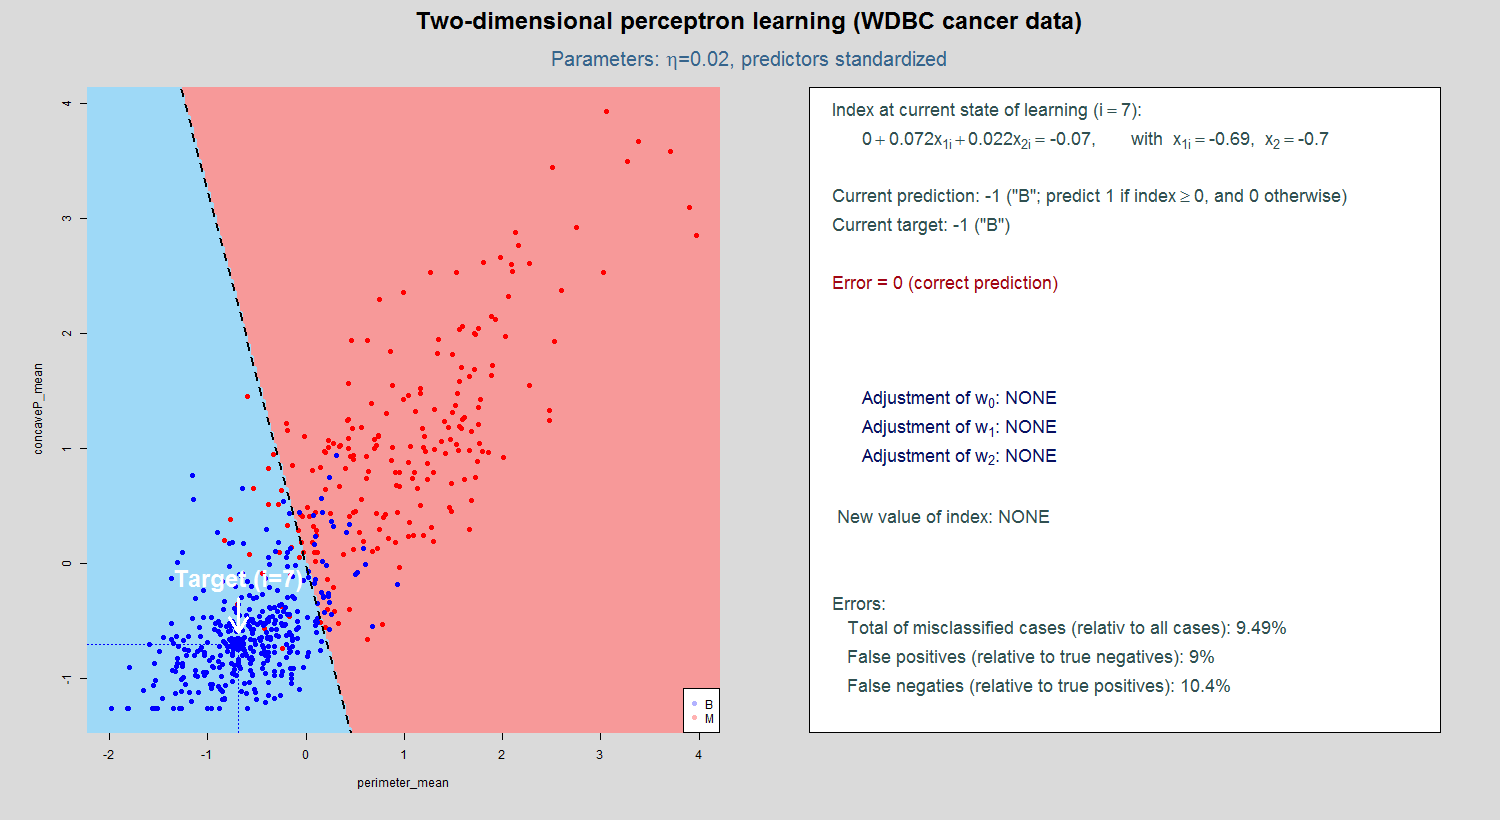 Two-dimensional perceptron learning (WDBC cancer data)
Parameters: η=0.02, predictors standardized
4
3
2
1
0
-1
concaveP_mean
Target (i=7)
B
M
-2
-1
0
1
2
3
4
perimeter_mean
Index at current state of learning (i = 7):
0 + 0.072x1i + 0.022x2i = -0.07, with x1i = -0.69, x2 = -0.7
Current prediction: -1 ("B"; predict 1 if index ≥ 0, and 0 otherwise)
Current target: -1 ("B")
Error = 0 (correct prediction)
Adjustment of w0: NONE
Adjustment of w1: NONE
Adjustment of w2: NONE
New value of index: NONE
Errors:
Total of misclassified cases (relativ to all cases): 9.49%
False positives (relative to true negatives): 9%
False negaties (relative to true positives): 10.4%